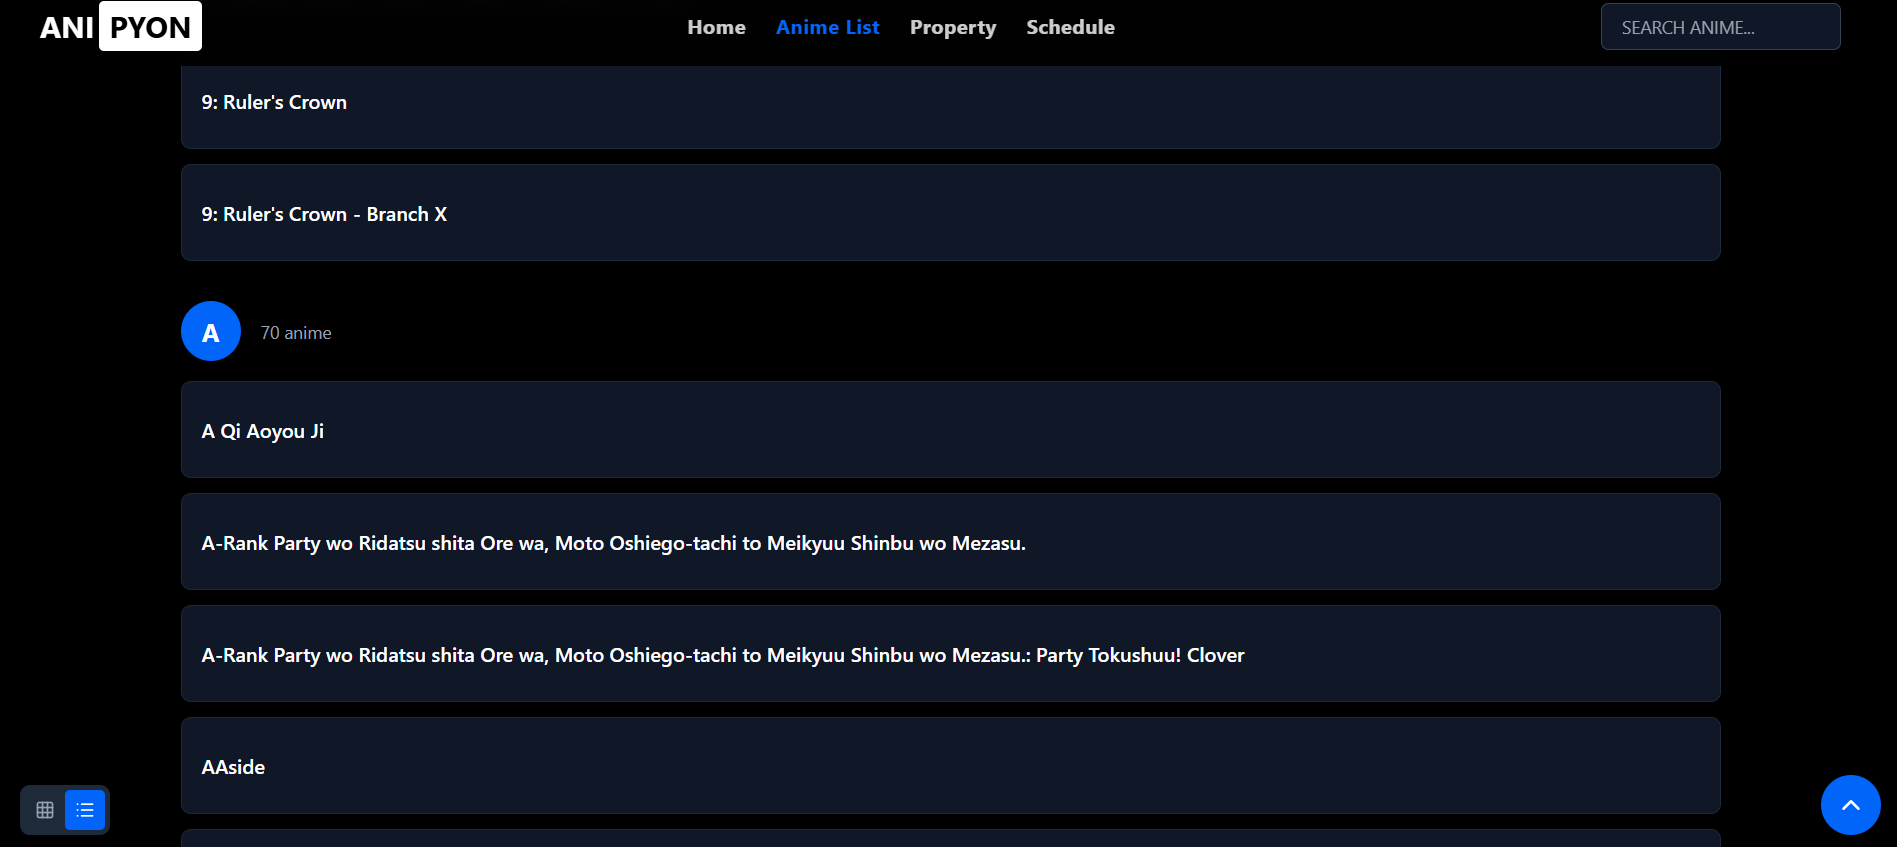 ANI PYON
Home Anime List Property Schedule
SEARCH ANIME...
9: Ruler's Crown
9: Ruler's Crown - Branch X
A 70 anime
A Qi Aoyou Ji
A-Rank Party wo Ridatsu shita Ore wa, Moto Oshiego-tachi to Meikyuu Shinbu wo Mezasu.
A-Rank Party wo Ridatsu shita Ore wa, Moto Oshiego-tachi to Meikyuu Shinbu wo Mezasu.: Party Tokushuu! Clover
AAside